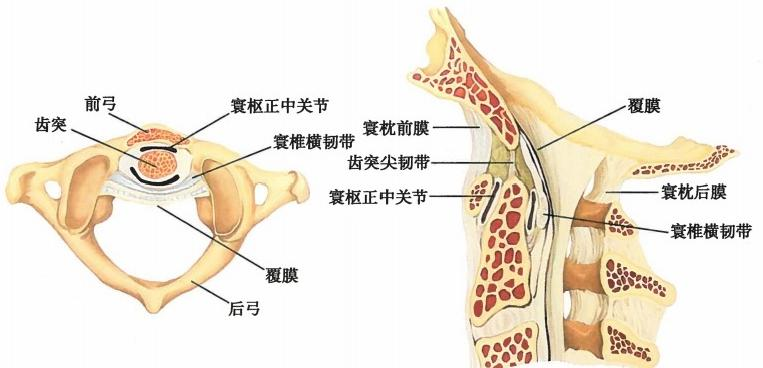 前弓
齿突
寰枢正中关节
寰椎横韧带
覆膜
后弓
寰枕前膜
齿突尖韧带
寰枢正中关节
覆膜
寰枕后膜
寰椎横韧带